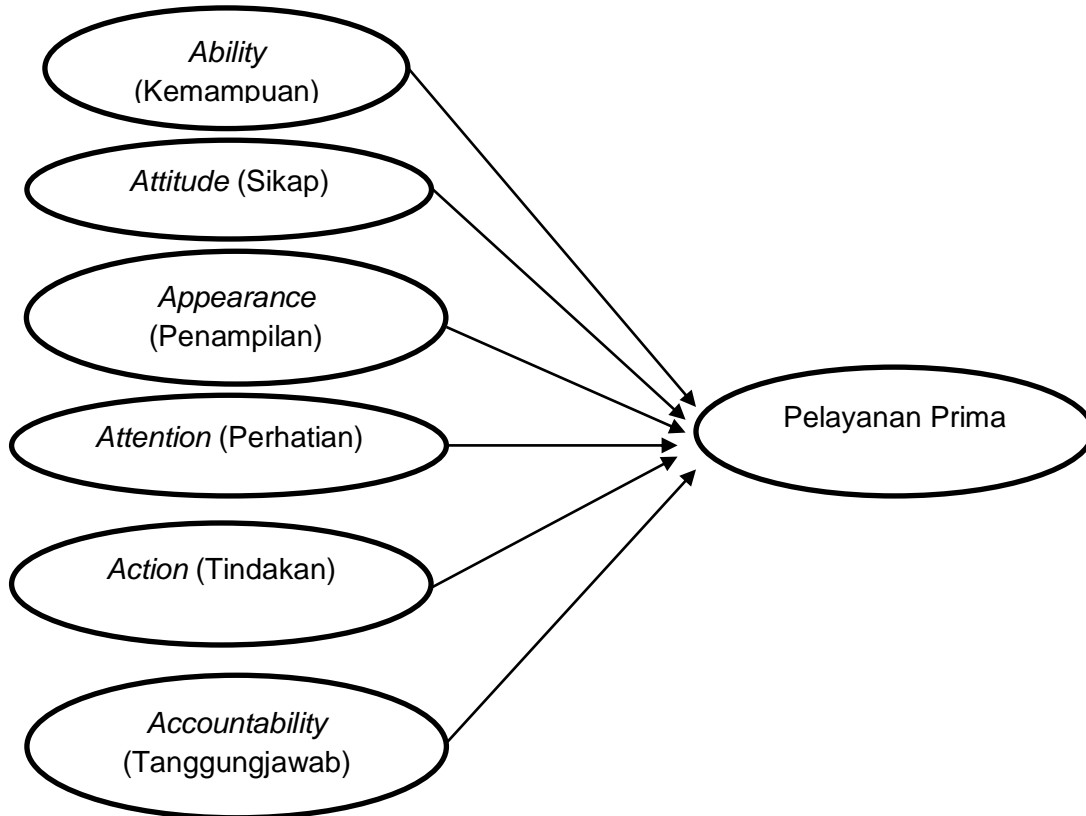 Ability
(Kemampuan)
Attitude (Sikap)
Appearance
(Penampilan)
Attention (Perhatian)
Action (Tindakan)
Accountability
(Tanggungjawab)
Pelayanan Prima